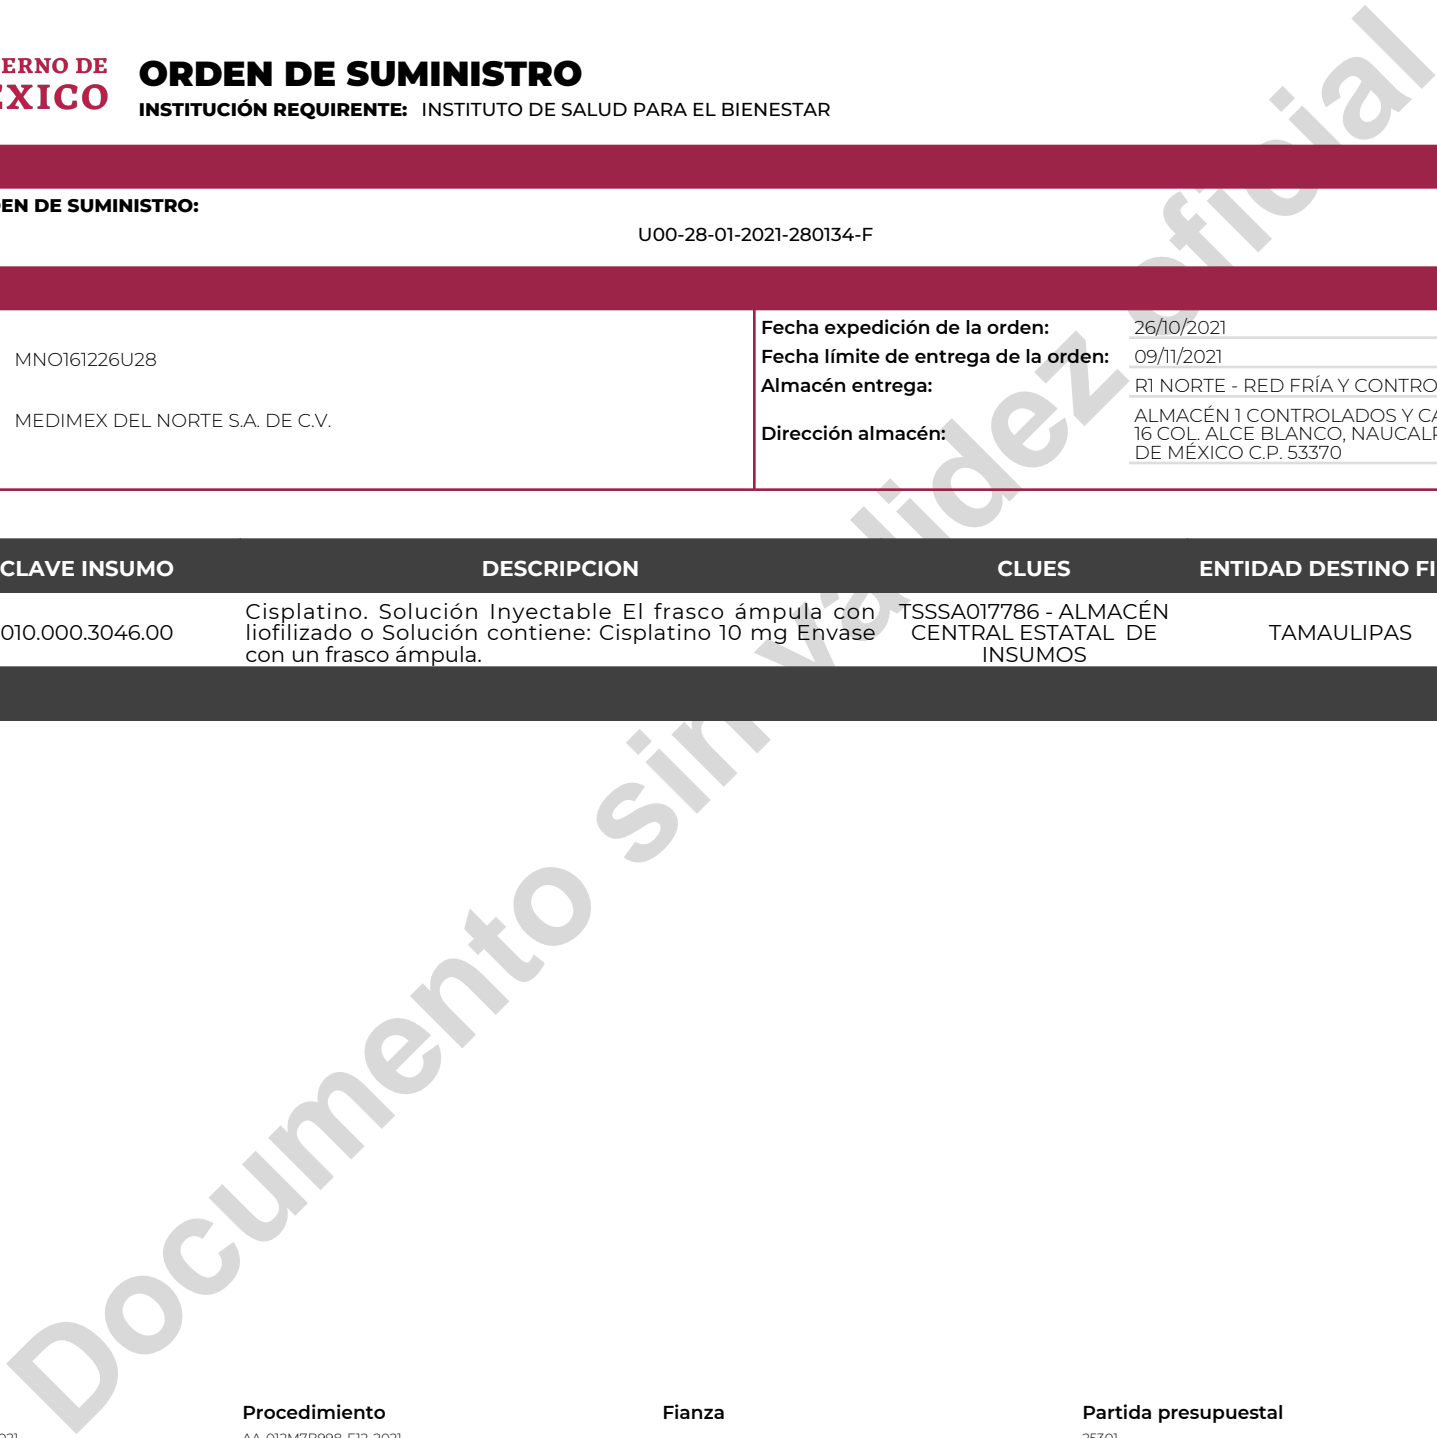 ERNO DE
ÉXICO
ORDEN DE SUMINISTRO
INSTITUCIÓN REQUIRENTE: INSTITUTO DE SALUD PARA EL BIENESTAR
EN DE SUMINISTRO:
U00-28-01-2021-280134-F
MNO161226U28
MEDIMEX DEL NORTE S.A. DE C.V.
Fecha expedición de la orden: 26/10/2021
Fecha límite de entrega de la orden: 09/11/2021
Almacén entrega: R1 NORTE - RED FRÍA Y CONTRO
Dirección almacén:
ALMACÉN 1 CONTROLADOS Y CA
16 COL. ALCE BLANCO, NAUCALP
DE MÉXICO C.P. 53370
CLAVE INSUMO DESCRIPCION CLUES ENTIDAD DESTINO FI
010.000.3046.00
Cisplatino. Solución Inyectable El frasco ámpula con
liofilizado o Solución contiene: Cisplatino 10 mg Envase
con un frasco ámpula.
TSSSA017786 - ALMACÉN
CENTRAL ESTATAL DE
INSUMOS
TAMAULIPAS
Documento sin validez oficial
Procedimiento Fianza Partida presupuestal